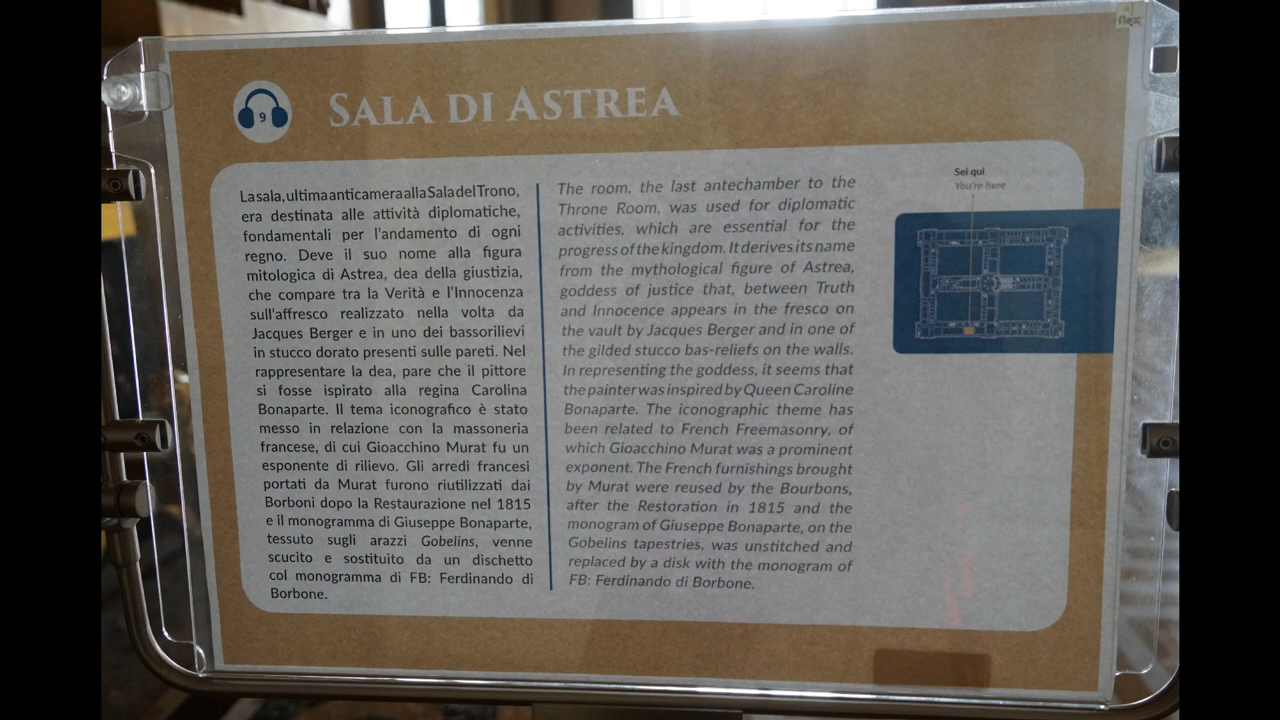 flex
9
SALA DI ASTREA
La sala, ultima anticamera alla Sala del Trono,
era destinata alle attività diplomatiche,
fondamentali per l'andamento di ogni
regno. Deve il suo nome alla figura
mitologica di Astrea, dea della giustizia,
che compare tra la Verità e l'Innocenza
sull'affresco realizzato nella volta da
Jacques Berger e in uno dei bassorilievi
in stucco dorato presenti sulle pareti. Nel
rappresentare la dea, pare che il pittore
si fosse ispirato alla regina Carolina
Bonaparte. Il tema iconografico è stato
messo in relazione con la massoneria
francese, di cui Gioacchino Murat fu un
esponente di rilievo. Gli arredi francesi
portati da Murat furono riutilizzati dai
Borboni dopo la Restaurazione nel 1815
e il monogramma di Giuseppe Bonaparte,
tessuto sugli arazzi Gobelins, venne
scucito e sostituito da un dischetto
col monogramma di FB: Ferdinando di
Borbone.
The room, the last antechamber to the
Throne Room, was used for diplomatic
activities, which are essential for the
progress of the kingdom. It derives its name
from the mythological figure of Astrea,
goddess of justice that, between Truth
and Innocence appears in the fresco on
the vault by Jacques Berger and in one of
the gilded stucco bas-reliefs on the walls.
In representing the goddess, it seems that
the painter was inspired by Queen Caroline
Bonaparte. The iconographic theme has
been related to French Freemasonry, of
which Gioacchino Murat was a prominent
exponent. The French furnishings brought
by Murat were reused by the Bourbons,
after the Restoration in 1815 and the
monogram of Giuseppe Bonaparte, on the
Gobelins tapestries, was unstitched and
replaced by a disk with the monogram of
FB: Ferdinando di Borbone.
Sei qui
You're here